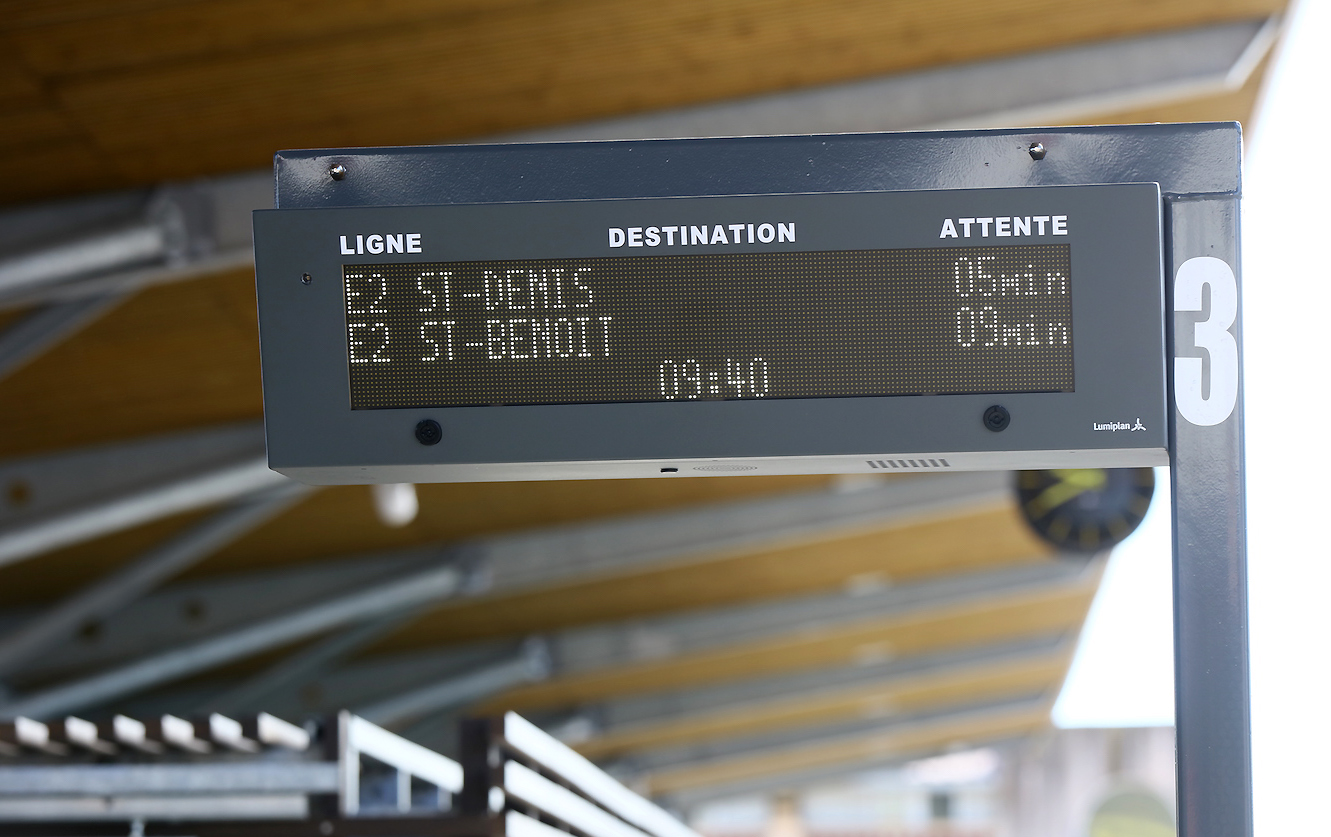 LIGNE DESTINATION ATTENTE
E2 ST-DENIS 05min
E2 ST-BENOIT 09min
09:40
Lumiplan
3